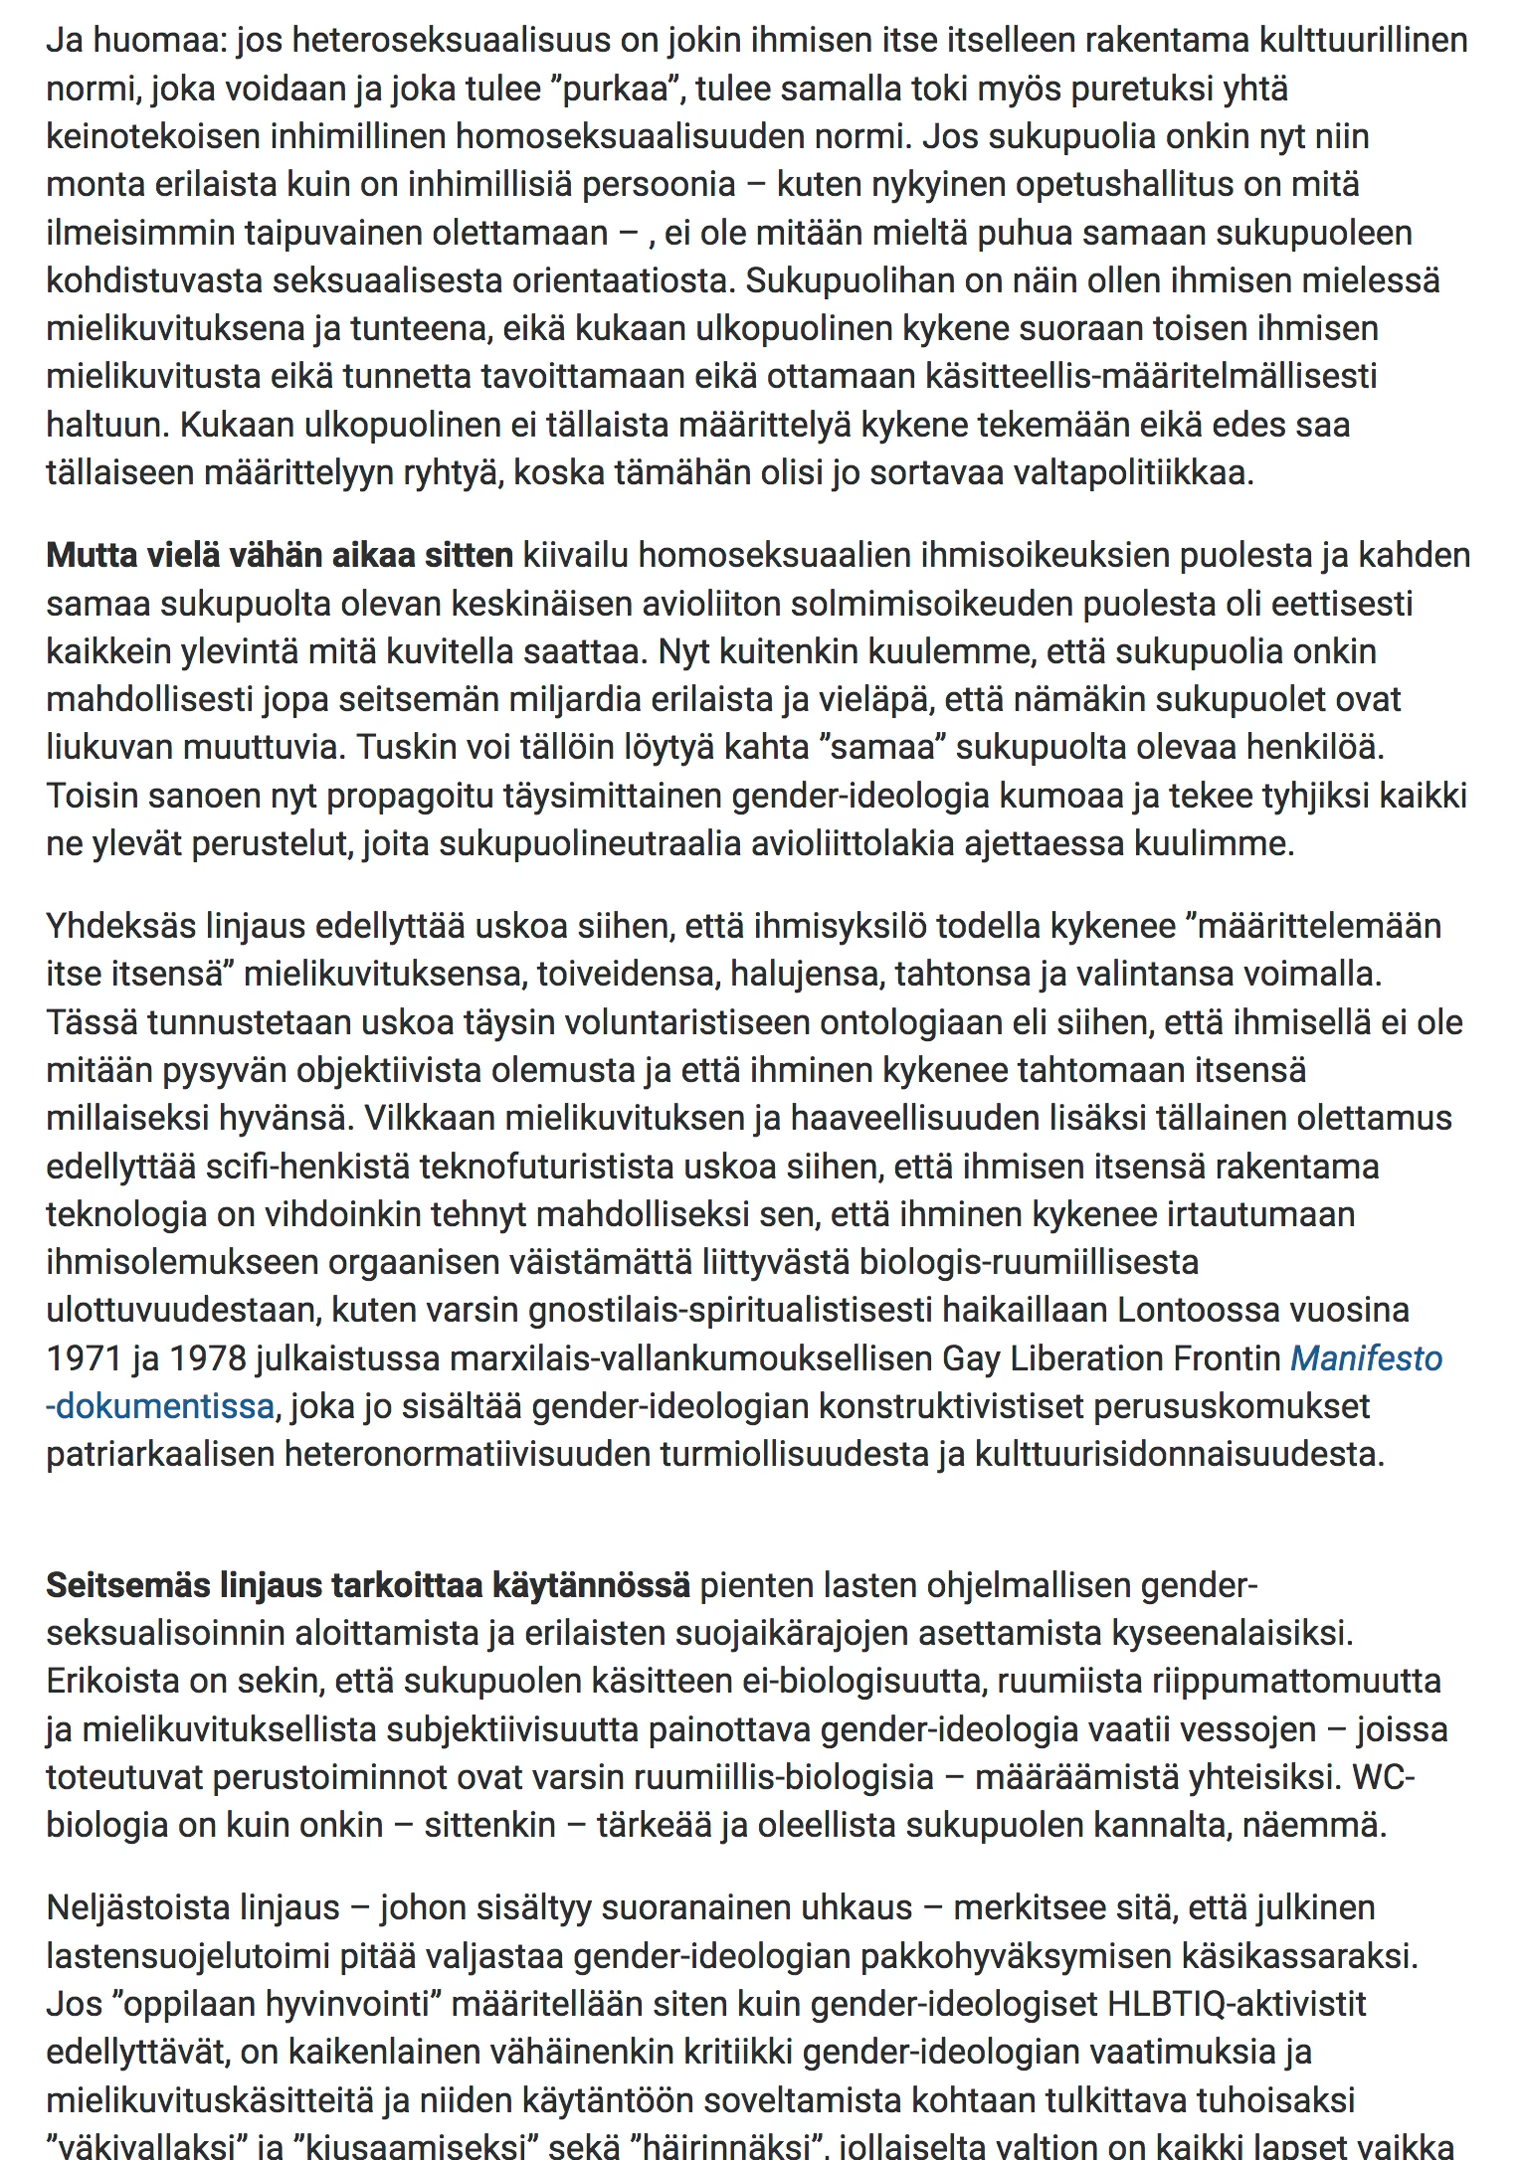 Ja huomaa: jos heteroseksuaalisuus on jokin ihmisen itse itselleen rakentama kulttuurillinen
normi, joka voidaan ja joka tulee ”purkaa”, tulee samalla toki myös puretuksi yhtä
keinotekoisen inhimillinen homoseksuaalisuuden normi. Jos sukupuolia onkin nyt niin
monta erilaista kuin on inhimillisiä persoonia – kuten nykyinen opetushallitus on mitä
ilmeisimmin taipuvainen olettamaan – , ei ole mitään mieltä puhua samaan sukupuoleen
kohdistuvasta seksuaalisesta orientaatiosta. Sukupuolihan on näin ollen ihmisen mielessä
mielikuvituksena ja tunteena, eikä kukaan ulkopuolinen kykene suoraan toisen ihmisen
mielikuvitusta eikä tunnetta tavoittamaan eikä ottamaan käsitteellis-määritelmällisesti
haltuun. Kukaan ulkopuolinen ei tällaista määrittelyä kykene tekemään eikä edes saa
tällaiseen määrittelyyn ryhtyä, koska tämähän olisi jo sortavaa valtapolitiikkaa.
Mutta vielä vähän aikaa sitten kiivailu homoseksuaalien ihmisoikeuksien puolesta ja kahden
samaa sukupuolta olevan keskinäisen avioliiton solmimisoikeuden puolesta oli eettisesti
kaikkein ylevintä mitä kuvitella saattaa. Nyt kuitenkin kuulemme, että sukupuolia onkin
mahdollisesti jopa seitsemän miljardia erilaista ja vieläpä, että nämäkin sukupuolet ovat
liukuvan muuttuvia. Tuskin voi tällöin löytyä kahta ”samaa” sukupuolta olevaa henkilöä.
Toisin sanoen nyt propagoitu täysimittainen gender-ideologia kumoaa ja tekee tyhjiksi kaikki
ne ylevät perustelut, joita sukupuolineutraalia avioliittolakia ajettaessa kuulimme.
Yhdeksäs linjaus edellyttää uskoa siihen, että ihmisyksilö todella kykenee ”määrittelemään
itse itsensä” mielikuvituksensa, toiveidensa, halujensa, tahtonsa ja valintansa voimalla.
Tässä tunnustetaan uskoa täysin voluntaristiseen ontologiaan eli siihen, että ihmisellä ei ole
mitään pysyvän objektiivista olemusta ja että ihminen kykenee tahtomaan itsensä
millaiseksi hyvänsä. Vilkkaan mielikuvituksen ja haaveellisuuden lisäksi tällainen olettamus
edellyttää scifi-henkistä teknofuturistista uskoa siihen, että ihmisen itsensä rakentama
teknologia on vihdoinkin tehnyt mahdolliseksi sen, että ihminen kykenee irtautumaan
ihmisolemukseen orgaanisen väistämättä liittyvästä biologis-ruumiillisesta
ulottuvuudestaan, kuten varsin gnostilais-spiritualistisesti haikaillaan Lontoossa vuosina
1971 ja 1978 julkaistussa marxilais-vallankumouksellisen Gay Liberation Frontin Manifesto
-dokumentissa, joka jo sisältää gender-ideologian konstruktivistiset perususkomukset
patriarkaalisen heteronormatiivisuuden turmiollisuudesta ja kulttuurisidonnaisuudesta.
Seitsemäs linjaus tarkoittaa käytännössä pienten lasten ohjelmallisen gender-
seksualisoinnin aloittamista ja erilaisten suojaikärajojen asettamista kyseenalaisiksi.
Erikoista on sekin, että sukupuolen käsitteen ei-biologisuutta, ruumiista riippumattomuutta
ja mielikuvituksellista subjektiivisuutta painottava gender-ideologia vaatii vessojen – joissa
toteutuvat perustoiminnot ovat varsin ruumiillis-biologisia – määräämistä yhteisiksi. WC-
biologia on kuin onkin – sittenkin – tärkeää ja oleellista sukupuolen kannalta, näemmä.
Neljästoista linjaus – johon sisältyy suoranainen uhkaus – merkitsee sitä, että julkinen
lastensuojelutoimi pitää valjastaa gender-ideologian pakkohyväksymisen käsikassaraksi.
Jos ”oppilaan hyvinvointi” määritellään siten kuin gender-ideologiset HLBTIQ-aktivistit
edellyttävät, on kaikenlainen vähäinenkin kritiikki gender-ideologian vaatimuksia ja
mielikuvituskäsitteitä ja niiden käytäntöön soveltamista kohtaan tulkittava tuhoisaksi
”väkivallaksi” ja ”kiusaamiseksi” sekä ”häirinnäksi”, jollaiselta valtion on kaikki lapset vaikka